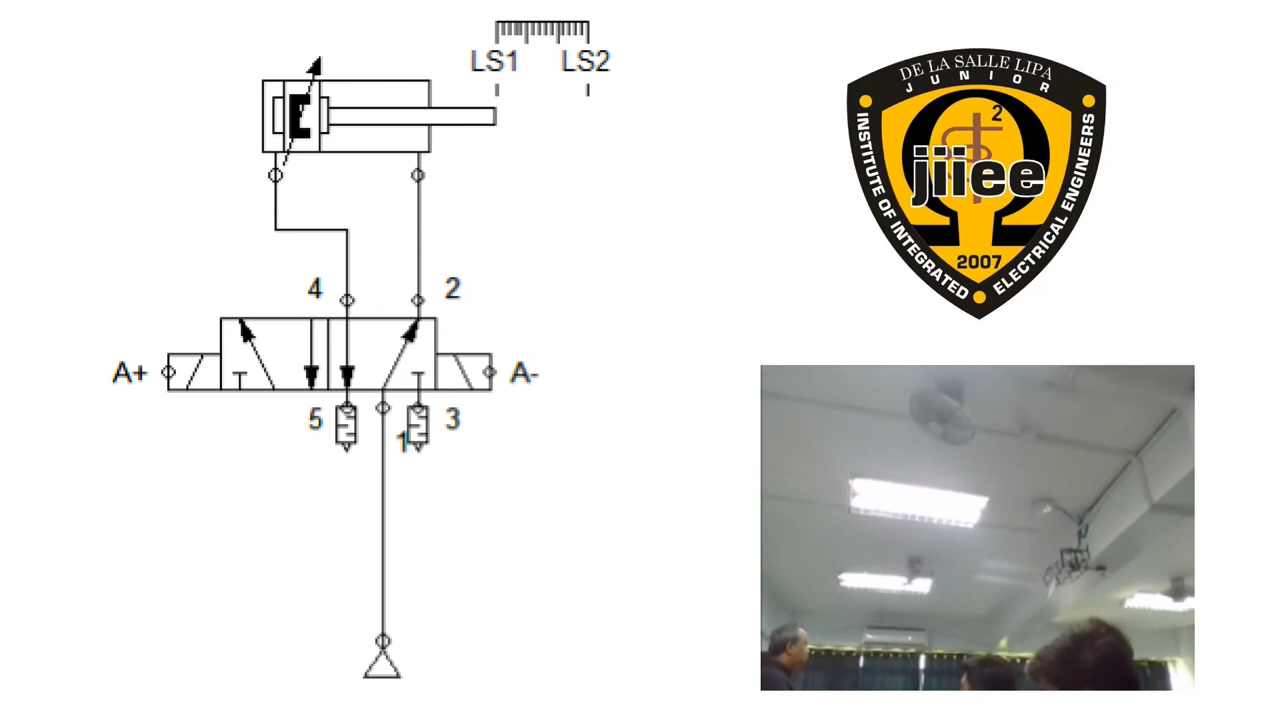 LS1 LS2
4 2
A+ A-
5 1 3
DE LA SALLE LIPA
JUNIOR
2
jiiee
INSTITUTE OF INTEGRATED ELECTRICAL ENGINEERS
2007